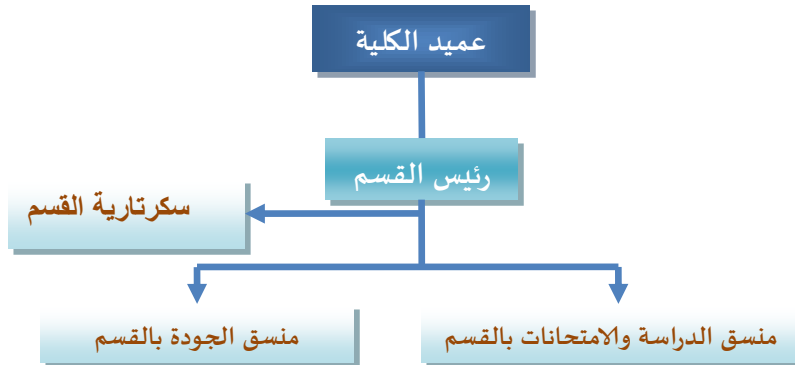 عميد الكلية
رئيس القسم
سكرتارية القسم
منسق الدراسة والامتحانات بالقسم
منسق الجودة بالقسم